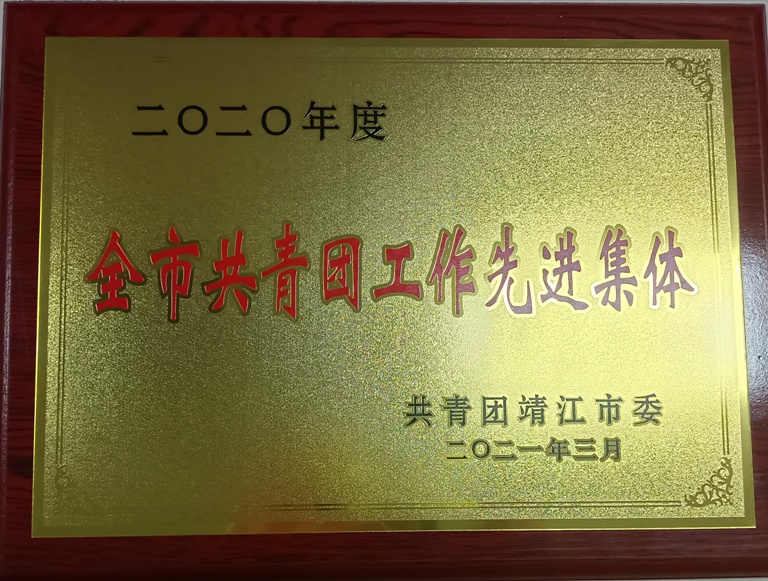 二〇二〇年度
全市共青团工作先进集体
共青团靖江市委
二〇二一年三月